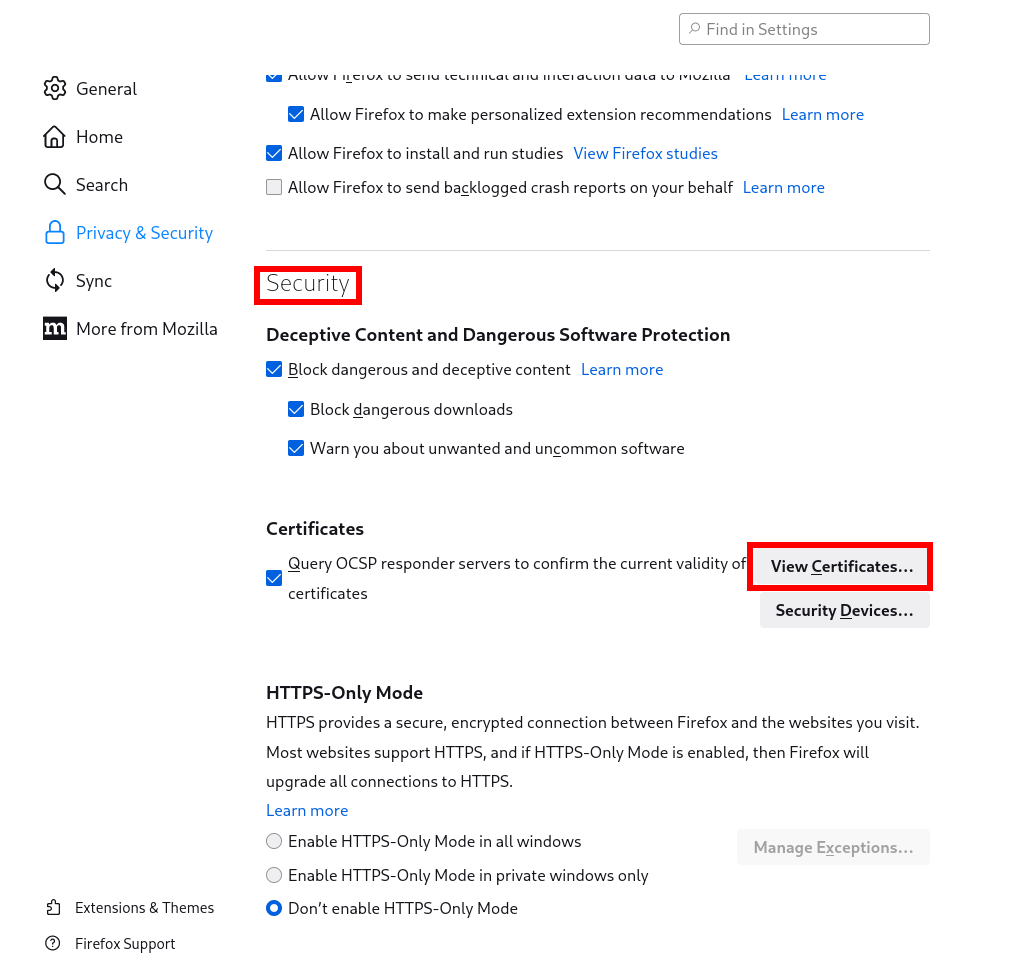 Find in Settings
General
Home
Search
Privacy & Security
Sync
m More from Mozilla
Extensions & Themes
Firefox Support
Allow Firefox to send technical and interaction data to Mozilla Learn more
Allow Firefox to make personalized extension recommendations Learn more
Allow Firefox to install and run studies View Firefox studies
Allow Firefox to send backlogged crash reports on your behalf Learn more
Security
Deceptive Content and Dangerous Software Protection
Block dangerous and deceptive content Learn more
Block dangerous downloads
Warn you about unwanted and uncommon software
Certificates
Query OCSP responder servers to confirm the current validity of
certificates
View Certificates...
Security Devices...
HTTPS-Only Mode
HTTPS provides a secure, encrypted connection between Firefox and the websites you visit.
Most websites support HTTPS, and if HTTPS-Only Mode is enabled, then Firefox will
upgrade all connections to HTTPS.
Learn more
Enable HTTPS-Only Mode in all windows
Manage Exceptions...
Enable HTTPS-Only Mode in private windows only
Don't enable HTTPS-Only Mode